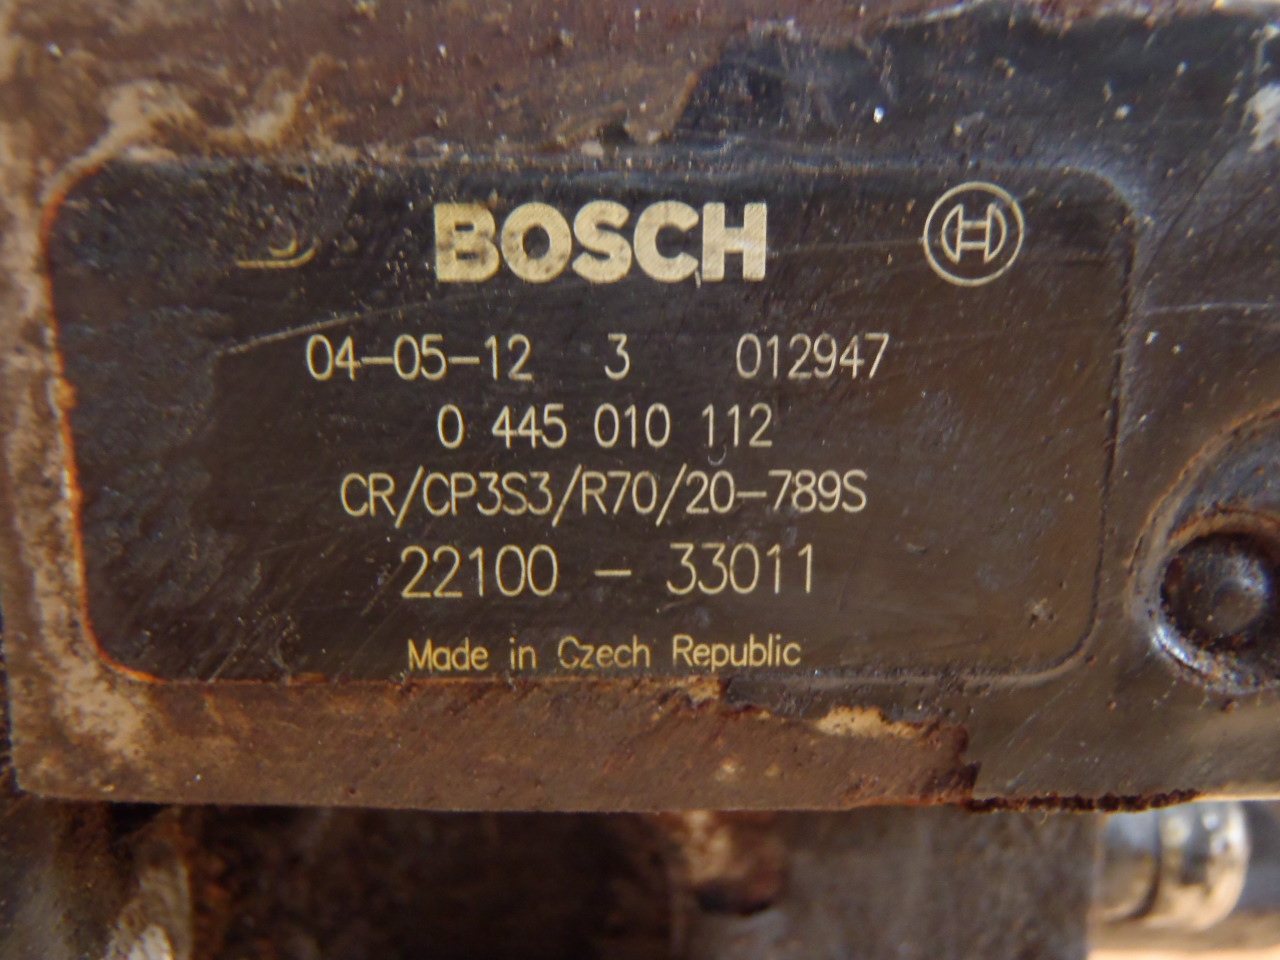 BOSCH
04-05-12 3 012947
0 445 010 112
CR/CP3S3/R70/20-789S
22100 - 33011
Made in Czech Republic